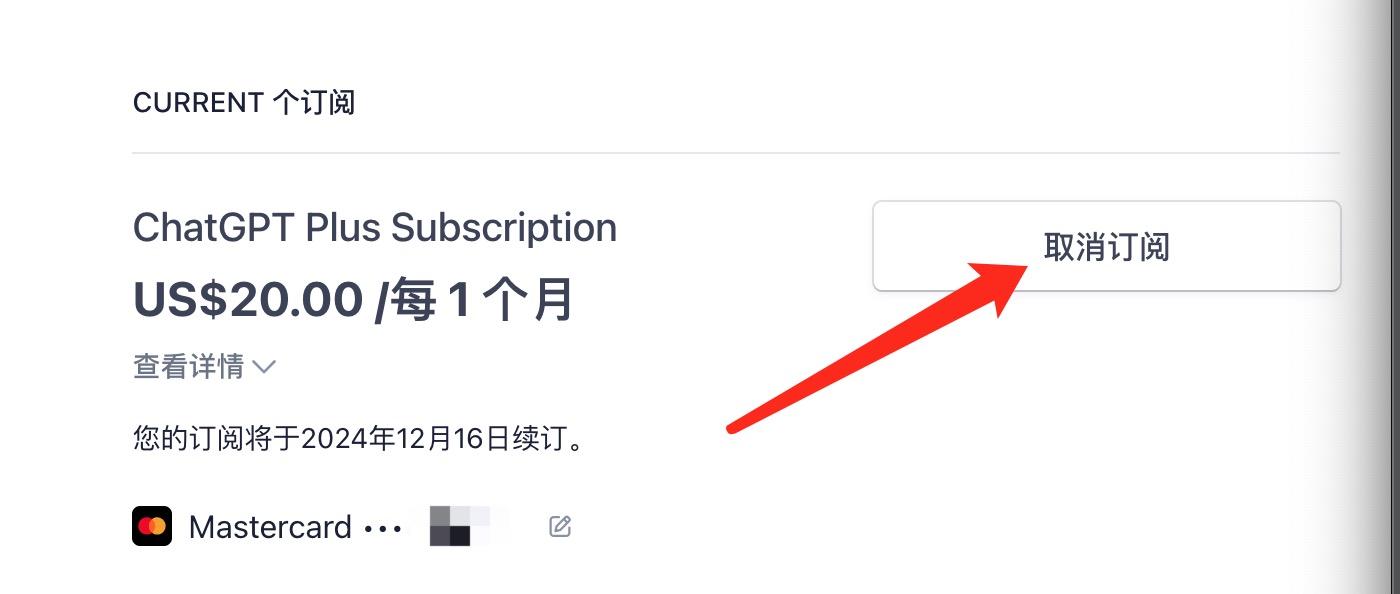 CURRENT 个订阅
ChatGPT Plus Subscription
取消订阅
US$20.00 /每 1 个月
查看详情
您的订阅将于2024年12月16日续订。
Mastercard •••